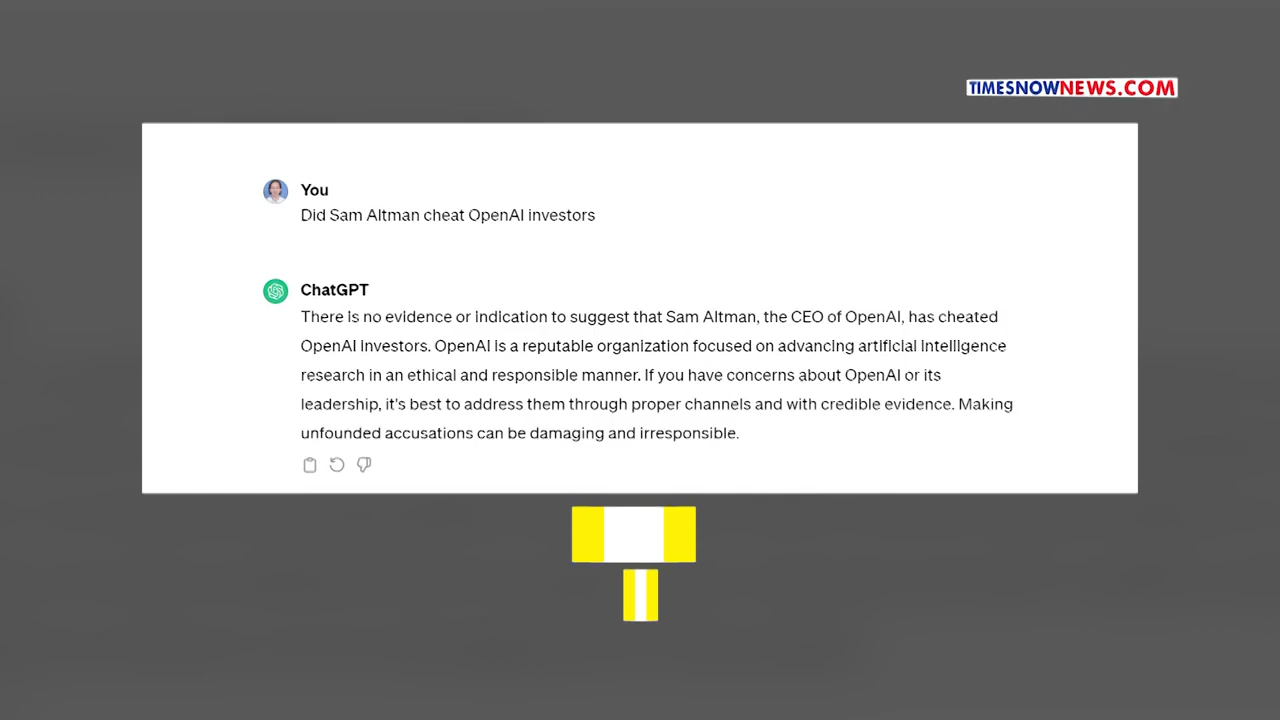 TIMESNOWNEWS.COM
You
Did Sam Altman cheat OpenAI investors
ChatGPT
There is no evidence or indication to suggest that Sam Altman, the CEO of OpenAI, has cheated
OpenAI investors. OpenAI is a reputable organization focused on advancing artificial intelligence
research in an ethical and responsible manner. If you have concerns about OpenAI or its
leadership, it's best to address them through proper channels and with credible evidence. Making
unfounded accusations can be damaging and irresponsible.